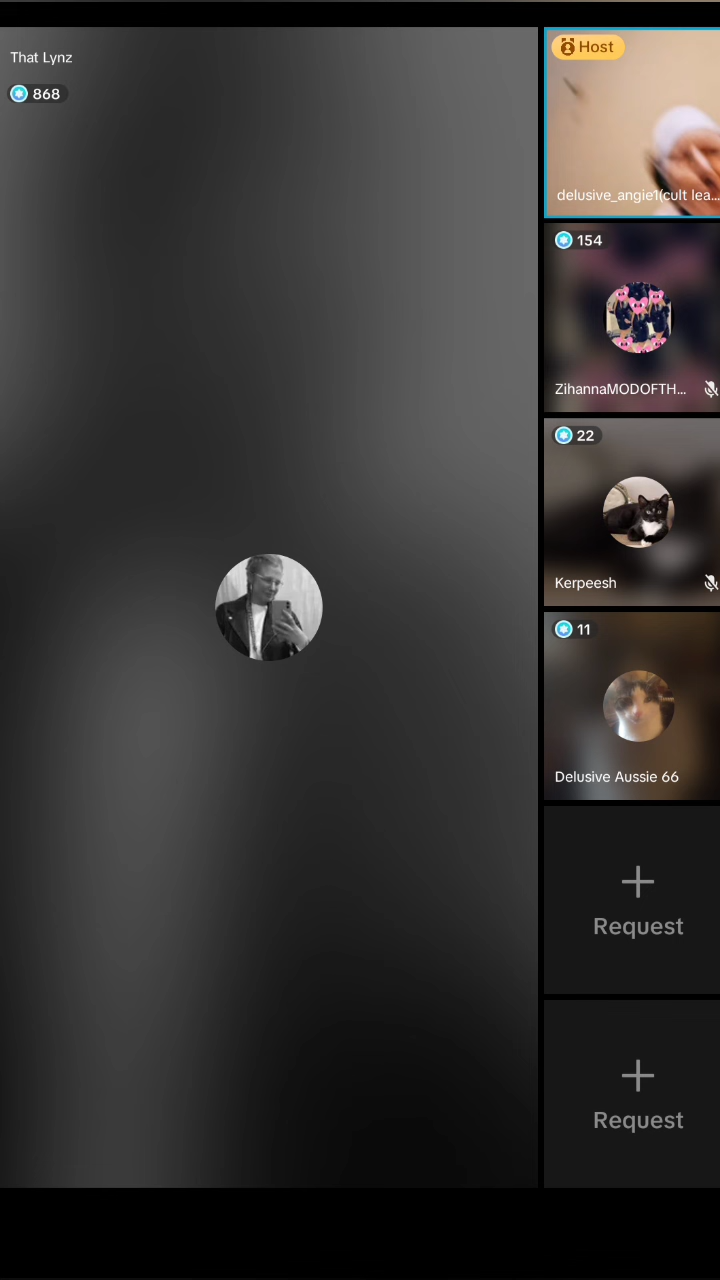 That Lynz
868
Host
delusive_angie1(cult lea...
154
ZihannaMODOFTH...
22
Kerpeesh
11
Delusive Aussie 66
Request
Request